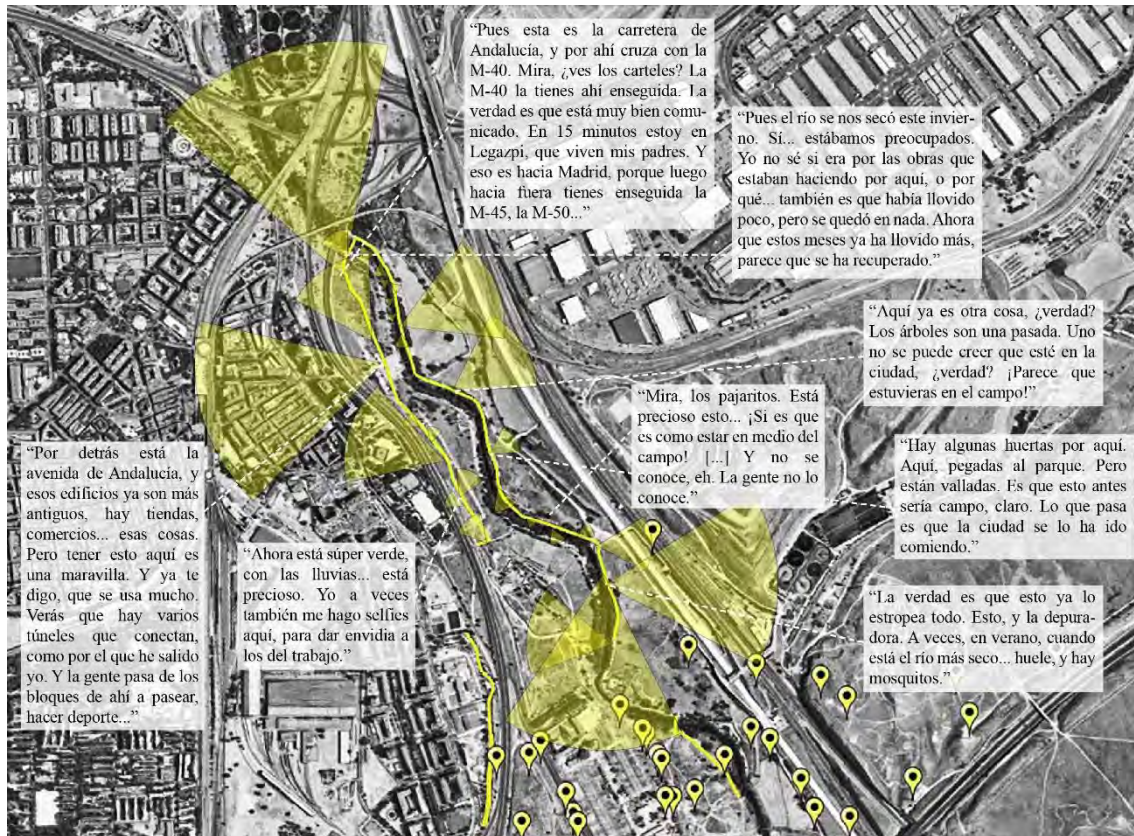 “Pues esta es la carretera de
Andalucía, y por ahí cruza con la
M-40. Mira, ¿ves los carteles? La
M-40 la tienes ahí enseguida. La
verdad es que está muy bien comu-
nicado. En 15 minutos estoy en
Legazpi, que viven mis padres. Y
eso es hacia Madrid, porque luego
hacia fuera tienes enseguida la
M-45, la M-50...”
“Pues el río se nos secó este invier-
no. Sí... estábamos preocupados.
Yo no sé si era por las obras que
estaban haciendo por aquí, o por
qué... también es que había llovido
poco, pero se quedó en nada. Ahora
que estos meses ya ha llovido más,
parece que se ha recuperado.”
“Aquí ya es otra cosa, ¿verdad?
Los árboles son una pasada. Uno
no se puede creer que esté en la
ciudad, ¿verdad? ¡Parece que
estuvieras en el campo!”
“Mira, los pajaritos. Está
precioso esto... ¡Si es que
es como estar en medio del
campo! [...] Y no se
conoce, eh. La gente no lo
conoce.”
“Hay algunas huertas por aquí.
Aquí, pegadas al parque. Pero
están valladas. Es que esto antes
sería campo, claro. Lo que pasa
es que la ciudad se lo ha ido
comiendo.”
“Por detrás está la
avenida de Andalucía, y
esos edificios ya son más
antiguos, hay tiendas,
comercios... esas cosas.
Pero tener esto aquí es
una maravilla. Y ya te
digo, que se usa mucho.
Verás que hay varios
túneles que conectan,
como por el que he salido
yo. Y la gente pasa de los
bloques de ahí a pasear,
hacer deporte...”
“Ahora está súper verde,
con las lluvias... está
precioso. Yo a veces
también me hago selfies
aquí, para dar envidia a
los del trabajo.”
“La verdad es que esto ya lo
estropea todo. Esto, y la depura-
dora. A veces, en verano, cuando
está el río más seco... huele, y hay
mosquitos.”